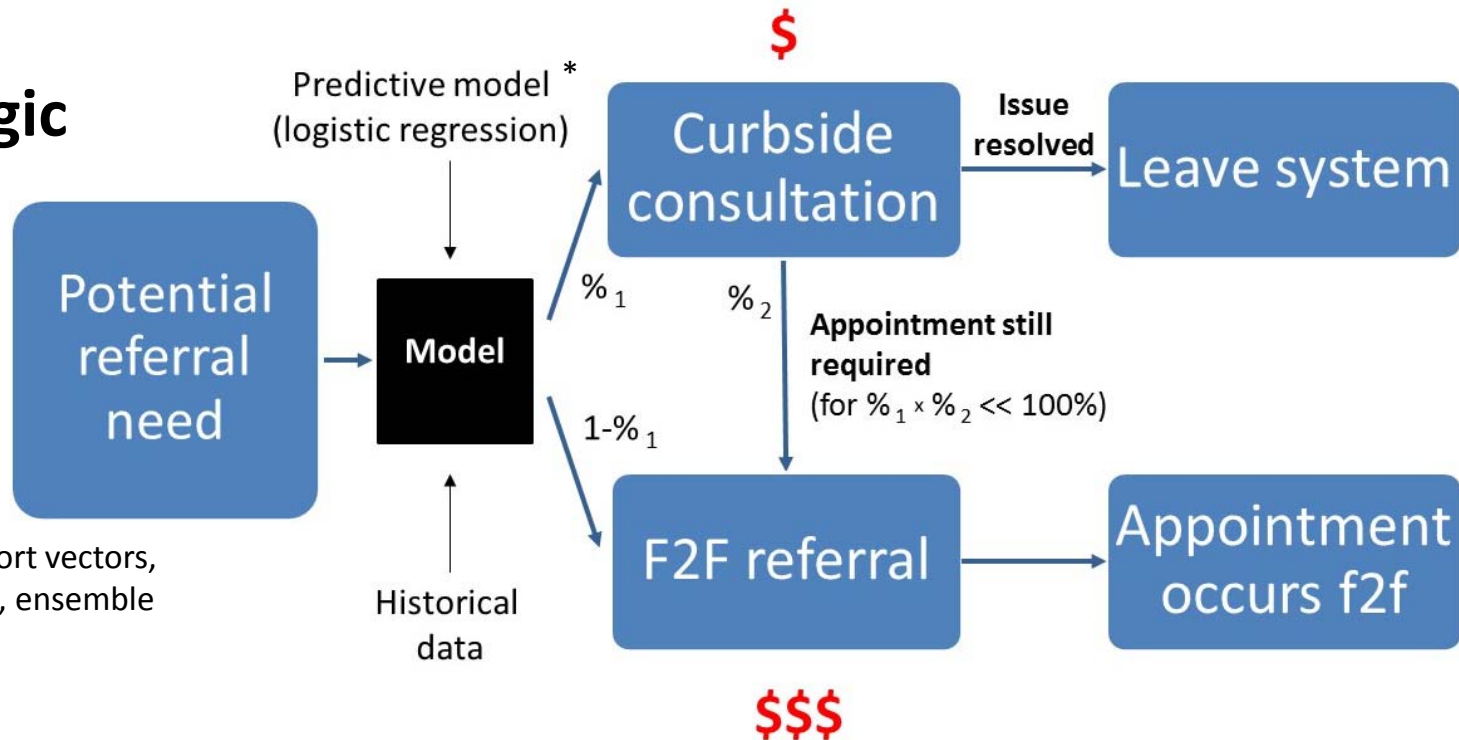 gic
$
Predictive model *
(logistic regression)
Curbside
consultation
Issue
resolved
Leave system
Potential
referral
need
Model
%₁
%₂
Appointment still
required
(for %₁ x %₂ << 100%)
1-%₁
F2F referral
Appointment
occurs f2f
ort vectors,
, ensemble
Historical
data
$$$